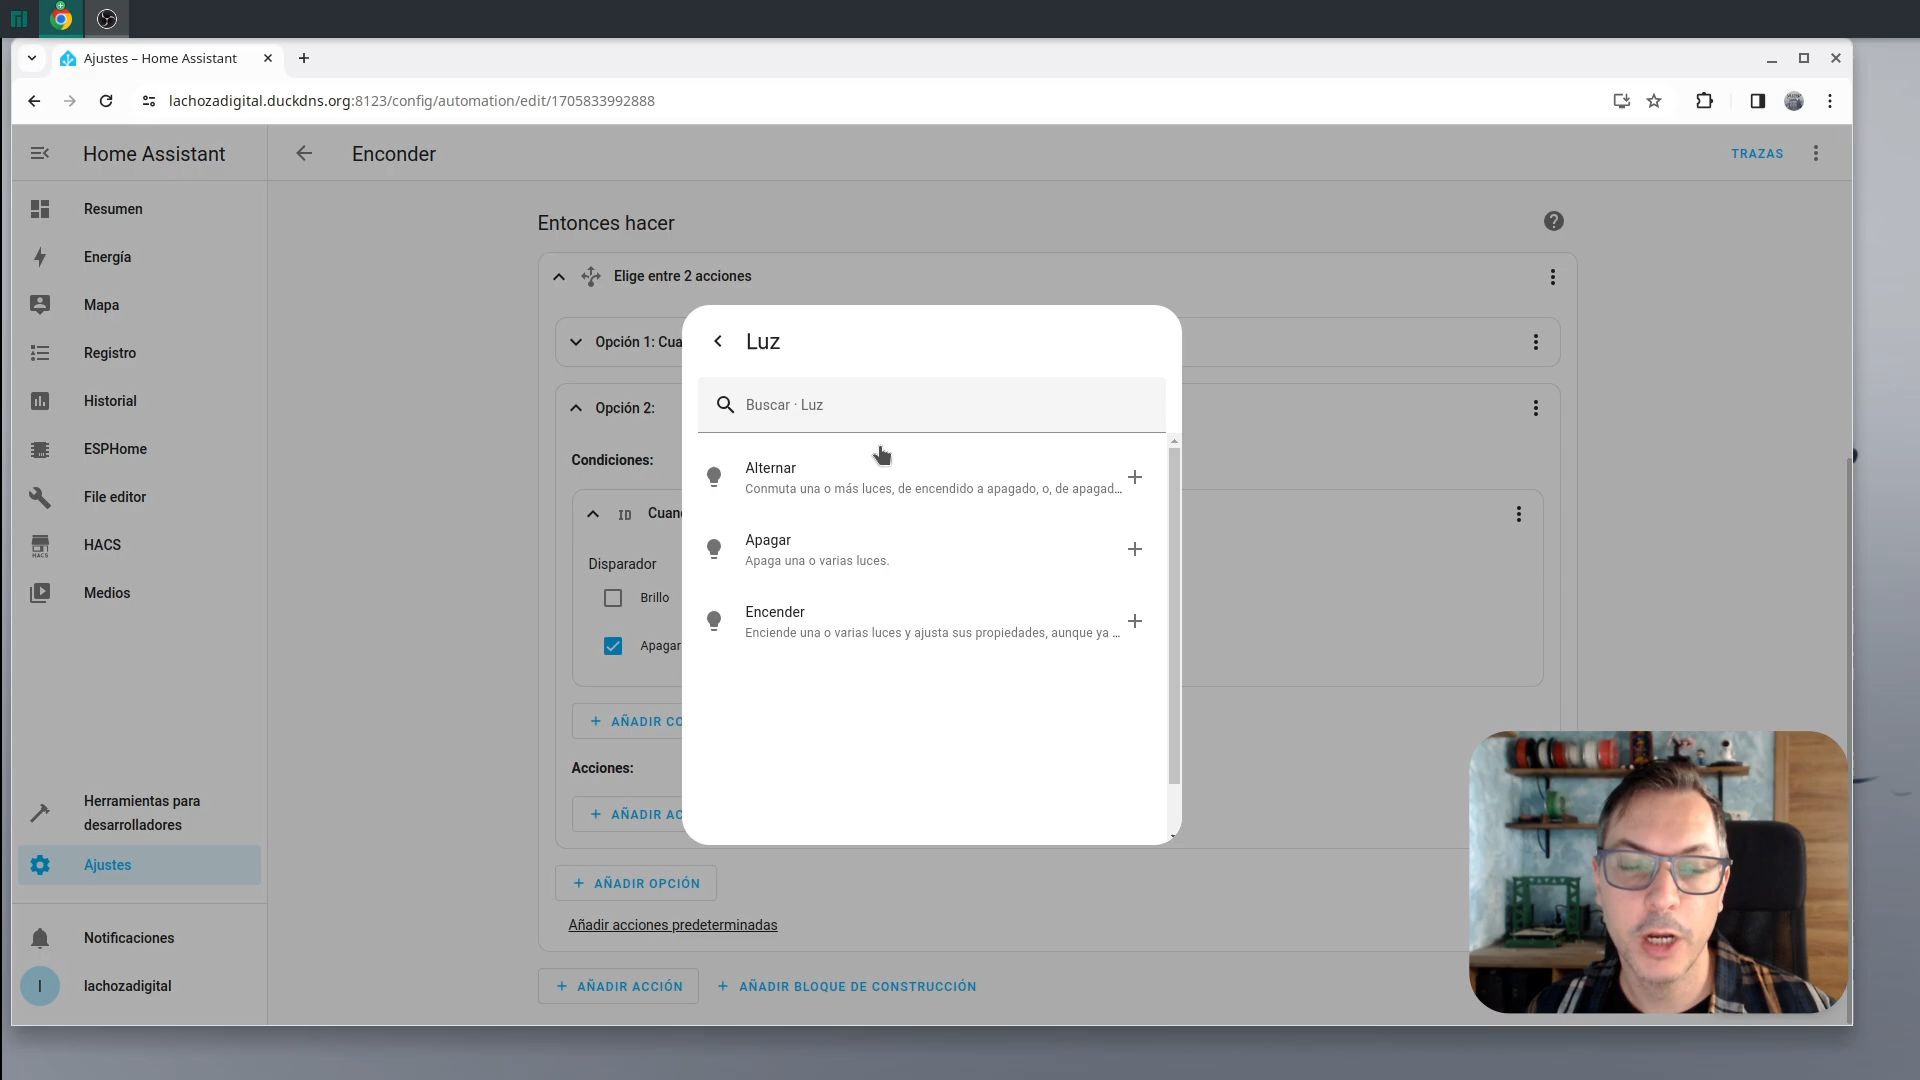 Ajustes – Home Assistant
lachozadigital.duckdns.org:8123/config/automation/edit/1705833992888
Home Assistant
Enconder
TRAZAS
Resumen
Energía
Mapa
Registro
Historial
ESPHome
File editor
HACS
HACS
Medios
Herramientas para
desarrolladores
Ajustes
Notificaciones
l
lachozadigital
Entonces hacer
Elige entre 2 acciones
Opción 1: Cua
Opción 2:
Condiciones:
ID Cuand
Disparador
Brillo
Apagar
AÑADIR CO
Acciones:
AÑADIR AC
AÑADIR OPCIÓN
Añadir acciones predeterminadas
AÑADIR ACCIÓN
AÑADIR BLOQUE DE CONSTRUCCIÓN
Luz
Buscar · Luz
Alternar
Conmuta una o más luces, de encendido a apagado, o, de apagad...
Apagar
Apaga una o varias luces.
Encender
Enciende una o varias luces y ajusta sus propiedades, aunque ya ...